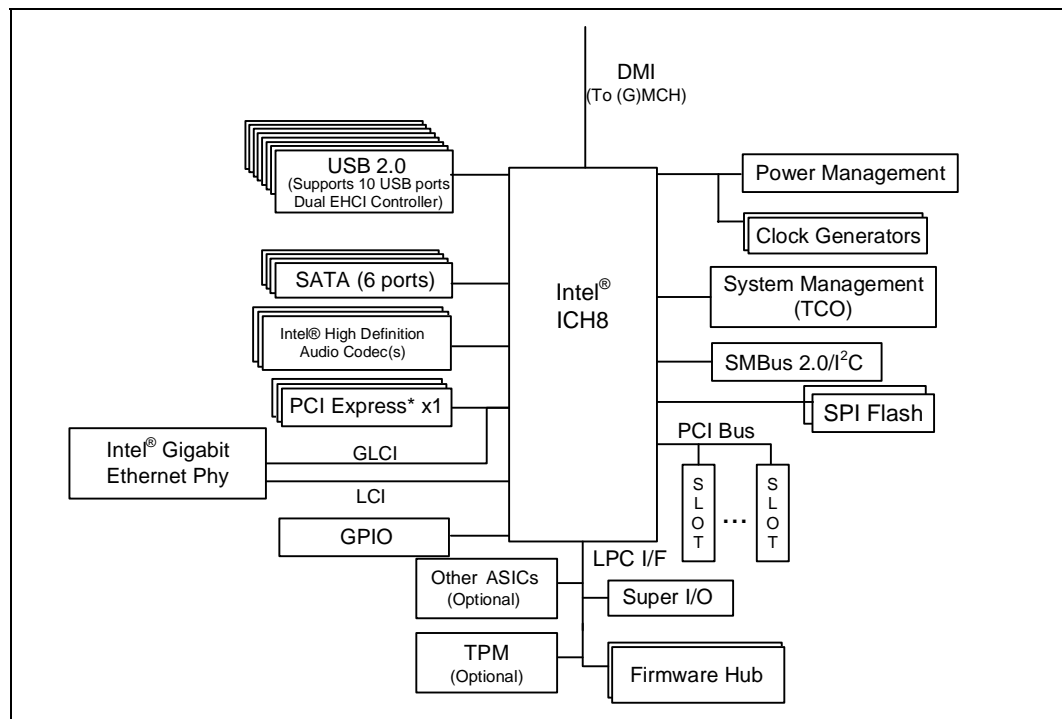 DMI
(To (G)MCH)
USB 2.0
(Supports 10 USB ports
Dual EHCI Controller)
Power Management
Clock Generators
SATA (6 ports)
System Management
(TCO)
Intel®
ICH8
Intel® High Definition
Audio Codec(s)
SMBus 2.0/I²C
PCI Express* x1
SPI Flash
PCI Bus
Intel® Gigabit
Ethernet Phy
GLCI
LCI
SLOT
...
SLOT
GPIO
LPC I/F
Other ASICs
(Optional)
Super I/O
TPM
(Optional)
Firmware Hub